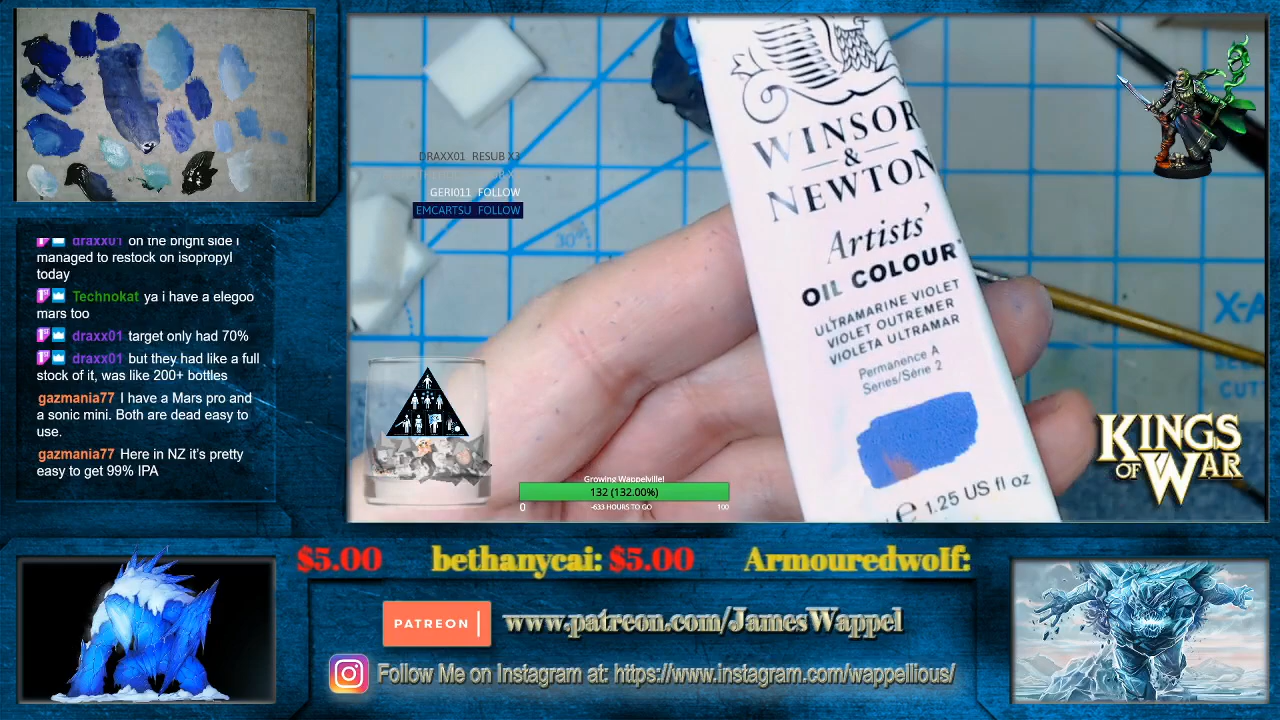 draxx01 on the bright side i
managed to restock on isopropyl
today
Technokat ya i have a elegoo
mars too
draxx01 target only had 70%
draxx01 but they had like a full
stock of it, was like 200+ bottles
gazmania77 I have a Mars pro and
a sonic mini. Both are dead easy to
use.
gazmania77 Here in NZ it's pretty
easy to get 99% IPA
DRAXX01 RESUB X3
GERI011 FOLLOW
EMCARTSU FOLLOW
30°
WINSOR
&
NEWTON
Artists'
OIL COLOUR
ULTRAMARINE VIOLET
VIOLET OUTREMER
VIOLETA ULTRAMAR
Permanence A
Series/Série 2
e 1.25 US fl oz
X-A
CUT
KINGS
OF WAR
Growing Wappelville!
132 (132.00%)
0 -633 HOURS TO GO 100
$5.00 bethanycai: $5.00 Armouredwolf:
PATREON www.patreon.com/JamesWappel
Follow Me on Instagram at: https://www.instagram.com/wappellious/